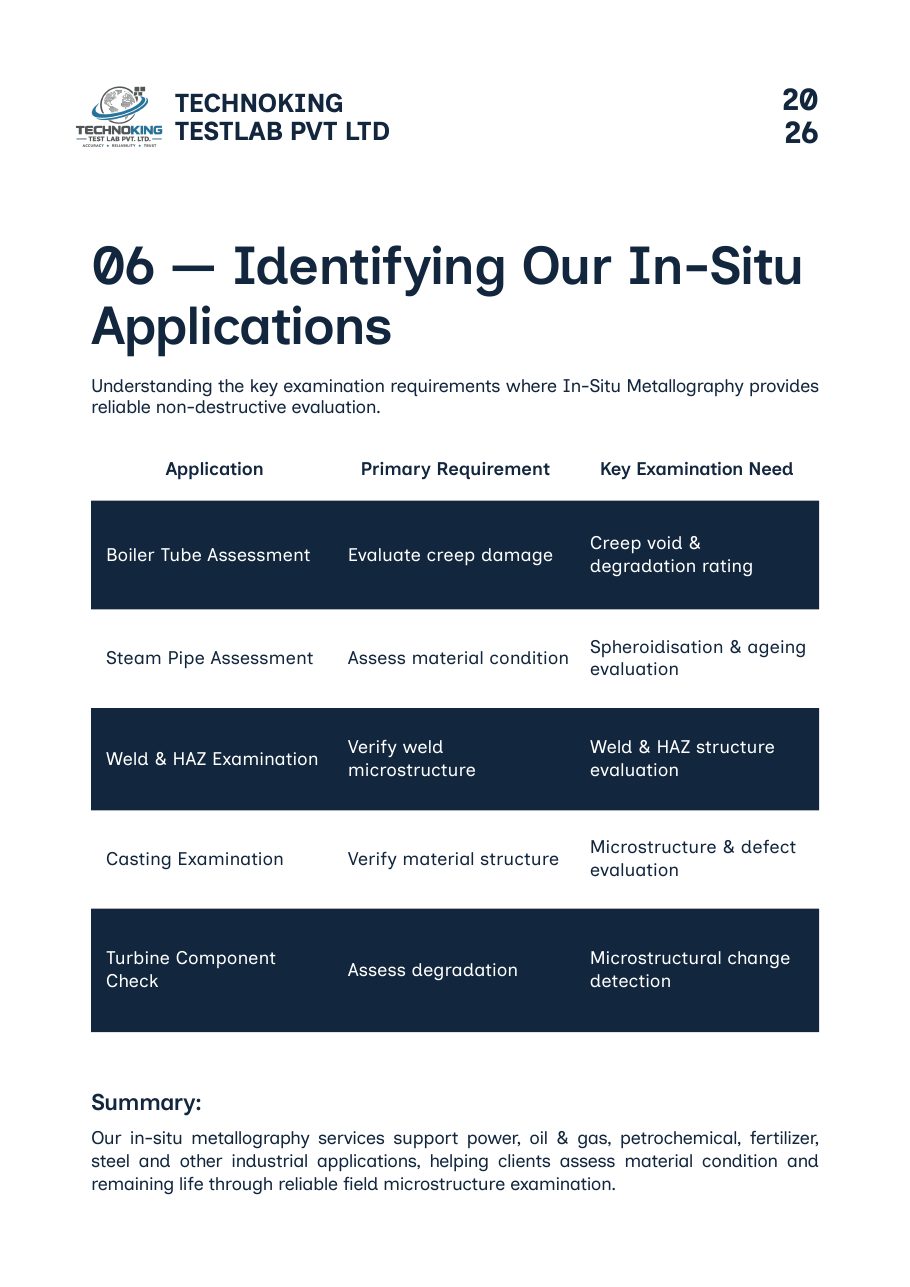 TECHNOKING
TEST LAB PVT. LTD.
ACCURACY • RELIABILITY • TRUST
TECHNOKING
TESTLAB PVT LTD
20
26
06 — Identifying Our In-Situ
Applications
Understanding the key examination requirements where In-Situ Metallography provides
reliable non-destructive evaluation.
Application
Primary Requirement
Key Examination Need
Boiler Tube Assessment
Evaluate creep damage
Creep void &
degradation rating
Steam Pipe Assessment
Assess material condition
Spheroidisation & ageing
evaluation
Weld & HAZ Examination
Verify weld
microstructure
Weld & HAZ structure
evaluation
Casting Examination
Verify material structure
Microstructure & defect
evaluation
Turbine Component
Check
Assess degradation
Microstructural change
detection
Summary:
Our in-situ metallography services support power, oil & gas, petrochemical, fertilizer,
steel and other industrial applications, helping clients assess material condition and
remaining life through reliable field microstructure examination.